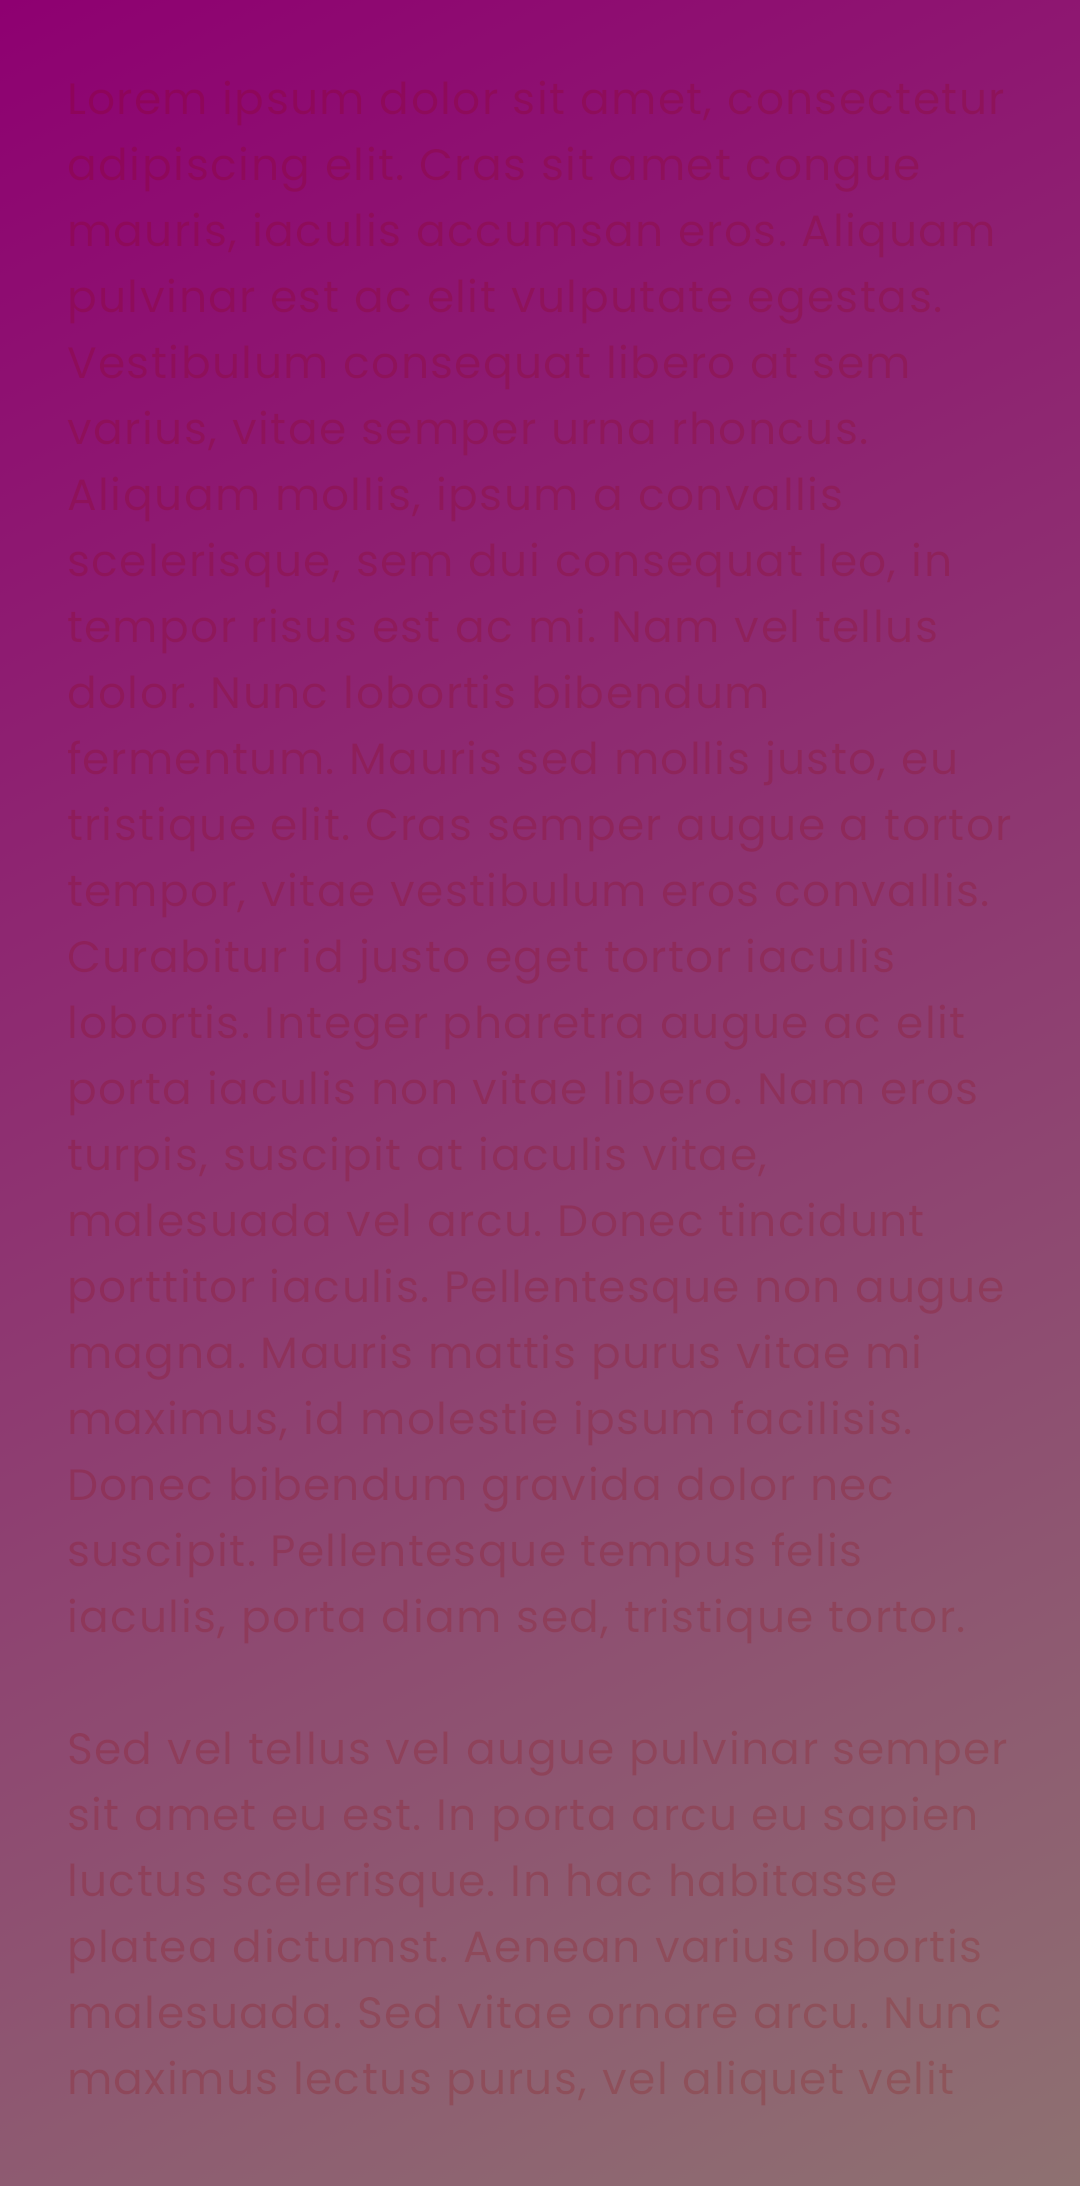 Lorem ipsum dolor sit amet, consectetur
adipiscing elit. Cras sit amet congue
mauris, iaculis accumsan eros. Aliquam
pulvinar est ac elit vulputate egestas.
Vestibulum consequat libero at sem
varius, vitae semper urna rhoncus.
Aliquam mollis, ipsum a convallis
scelerisque, sem dui consequat leo, in
tempor risus est ac mi. Nam vel tellus
dolor. Nunc lobortis bibendum
fermentum. Mauris sed mollis justo, eu
tristique elit. Cras semper augue a tortor
tempor, vitae vestibulum eros convallis.
Curabitur id justo eget tortor iaculis
lobortis. Integer pharetra augue ac elit
porta iaculis non vitae libero. Nam eros
turpis, suscipit at iaculis vitae,
malesuada vel arcu. Donec tincidunt
porttitor iaculis. Pellentesque non augue
magna. Mauris mattis purus vitae mi
maximus, id molestie ipsum facilisis.
Donec bibendum gravida dolor nec
suscipit. Pellentesque tempus felis
iaculis, porta diam sed, tristique tortor.
Sed vel tellus vel augue pulvinar semper
sit amet eu est. In porta arcu eu sapien
luctus scelerisque. In hac habitasse
platea dictumst. Aenean varius lobortis
malesuada. Sed vitae ornare arcu. Nunc
maximus lectus purus, vel aliquet velit